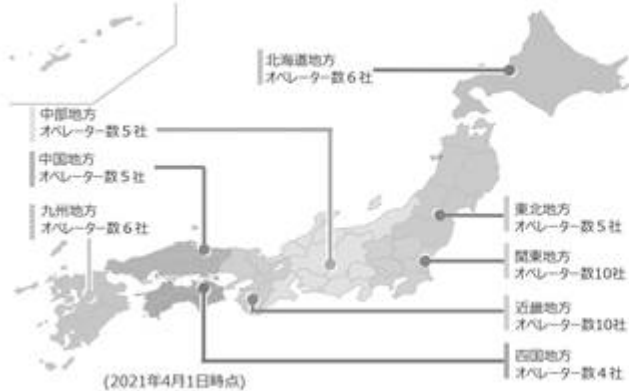 北海道地方
オペレーター数６社
中部地方
オペレーター数５社
中国地方
オペレーター数５社
九州地方
オペレーター数６社
東北地方
オペレーター数５社
関東地方
オペレーター数10社
近畿地方
オペレーター数10社
四国地方
オペレーター数４社
(2021年4月1日時点)